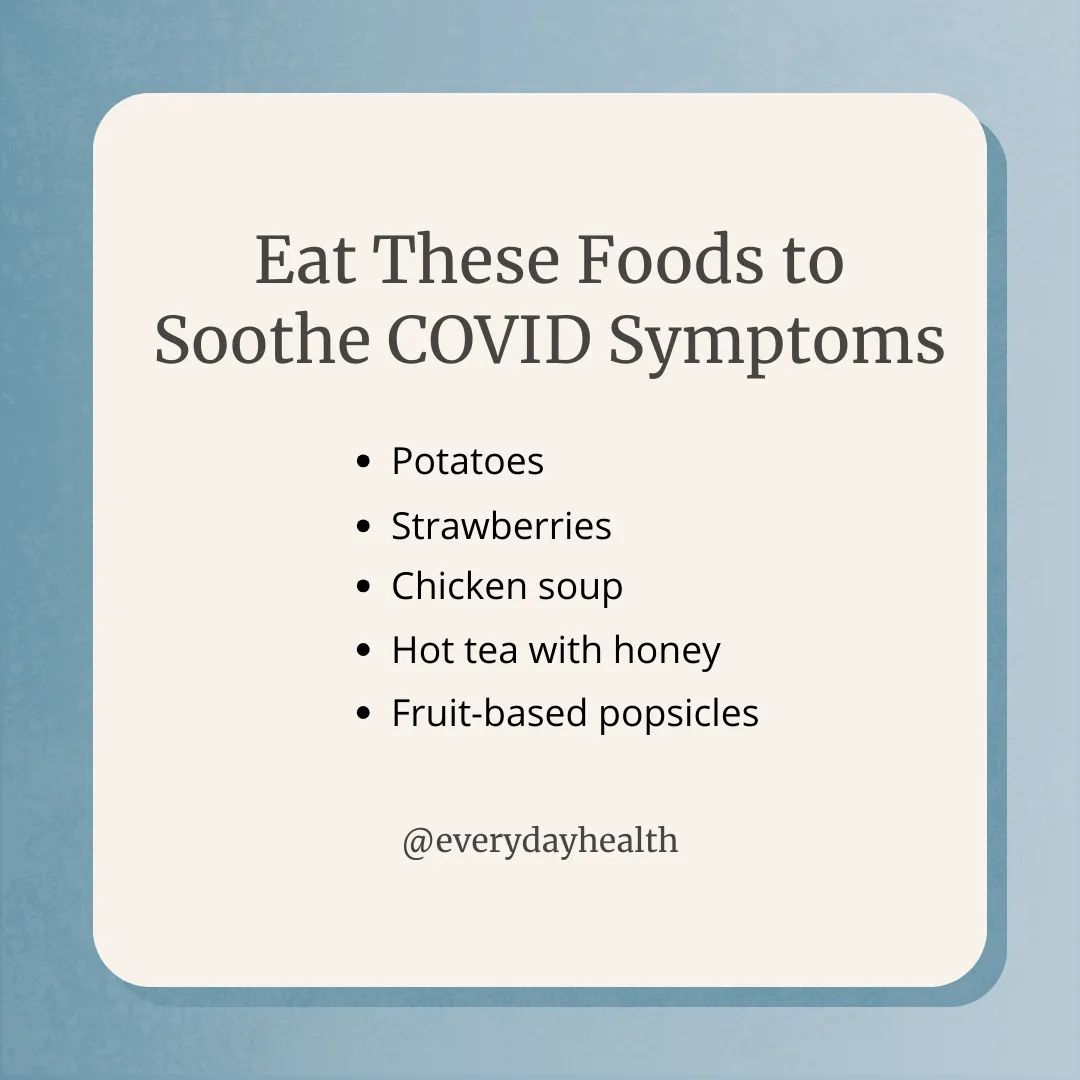 Eat These Foods to
Soothe COVID Symptoms
• Potatoes
• Strawberries
• Chicken soup
• Hot tea with honey
• Fruit-based popsicles
@everydayhealth